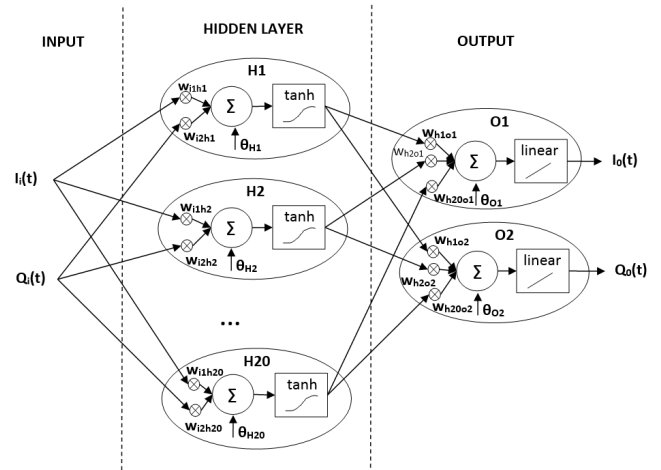 INPUT
HIDDEN LAYER
OUTPUT
H1
wi1h1
wi2h1
Σ
tanh
θH1
Ii(t)
Qi(t)
H2
wi1h2
wi2h2
Σ
tanh
θH2
...
H20
wi1h20
wi2h20
Σ
tanh
θH20
O1
wh1o1
wh2o1
wh20o1
Σ
linear
θO1
I0(t)
O2
wh1o2
wh2o2
wh20o2
Σ
linear
θO2
Q0(t)